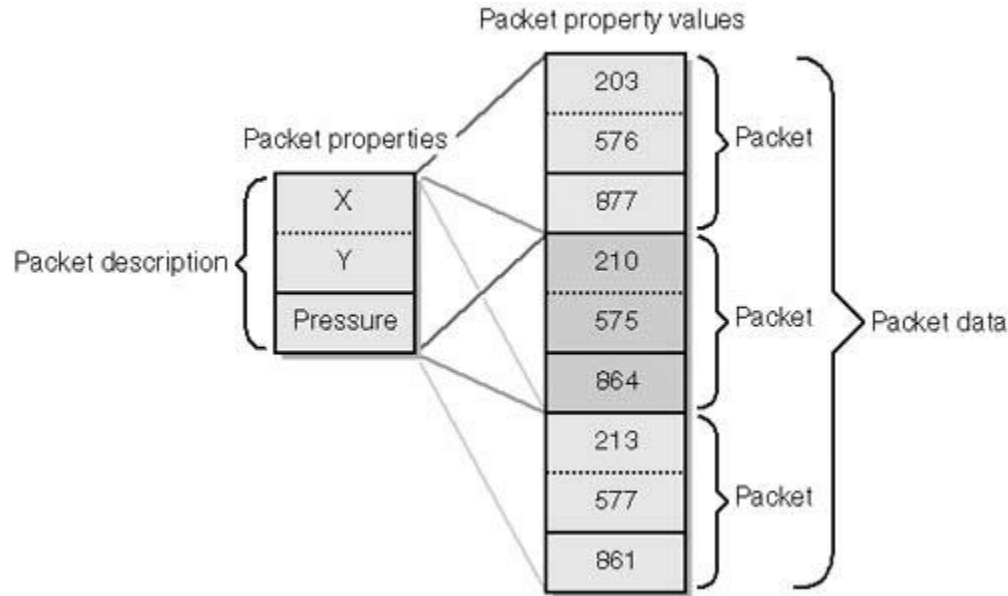 Packet property values
Packet properties
Packet description
X
Y
Pressure
203
576
877
210
575
864
213
577
861
Packet
Packet
Packet
Packet data